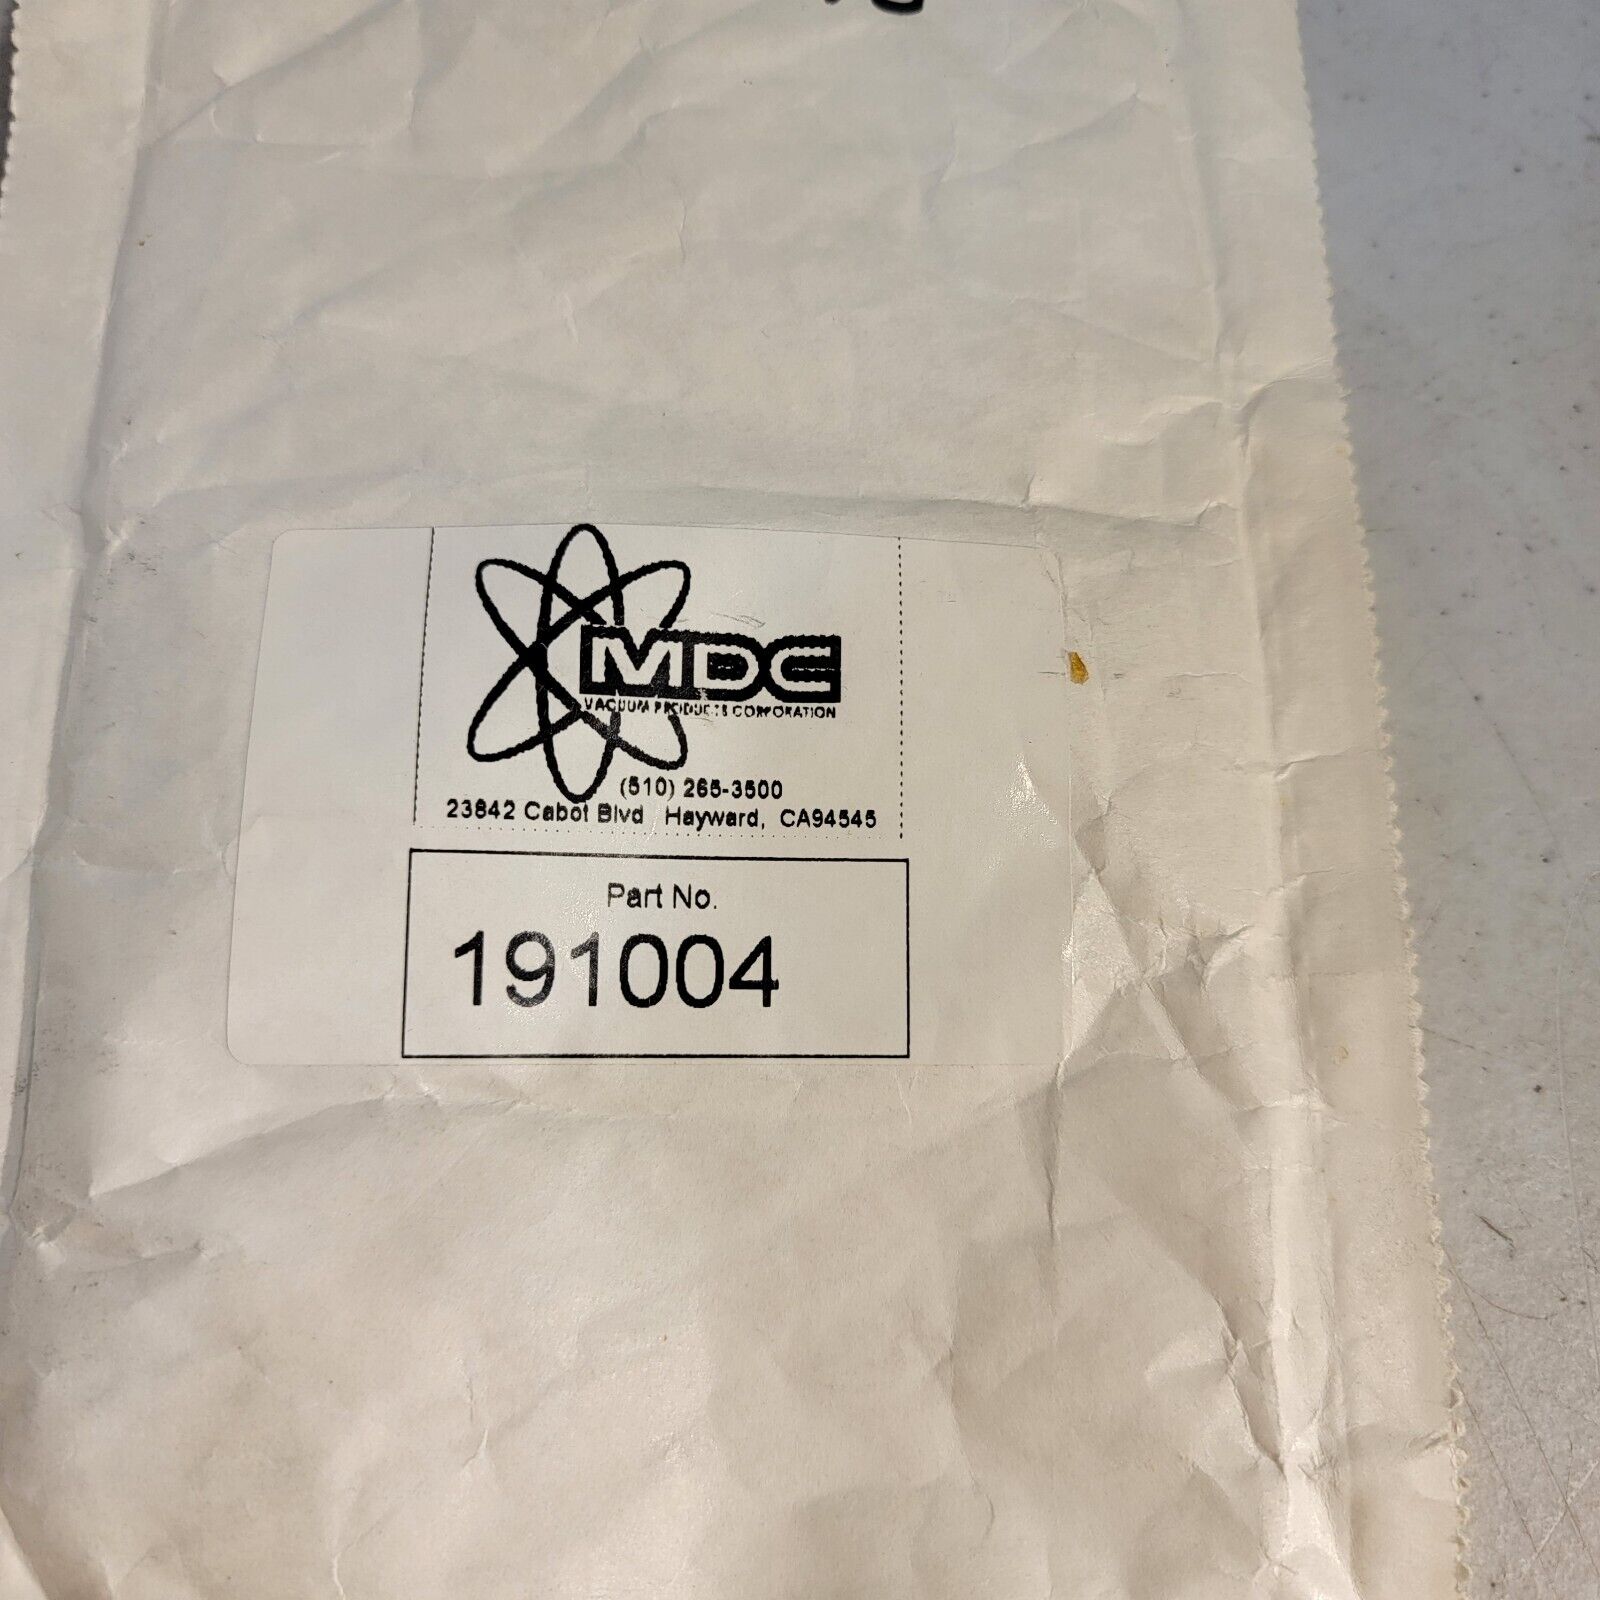 MDC
VACUUM PRODUCTS CORPORATION
(510) 265-3500
23842 Cabot Blvd Hayward, CA94545
Part No.
191004